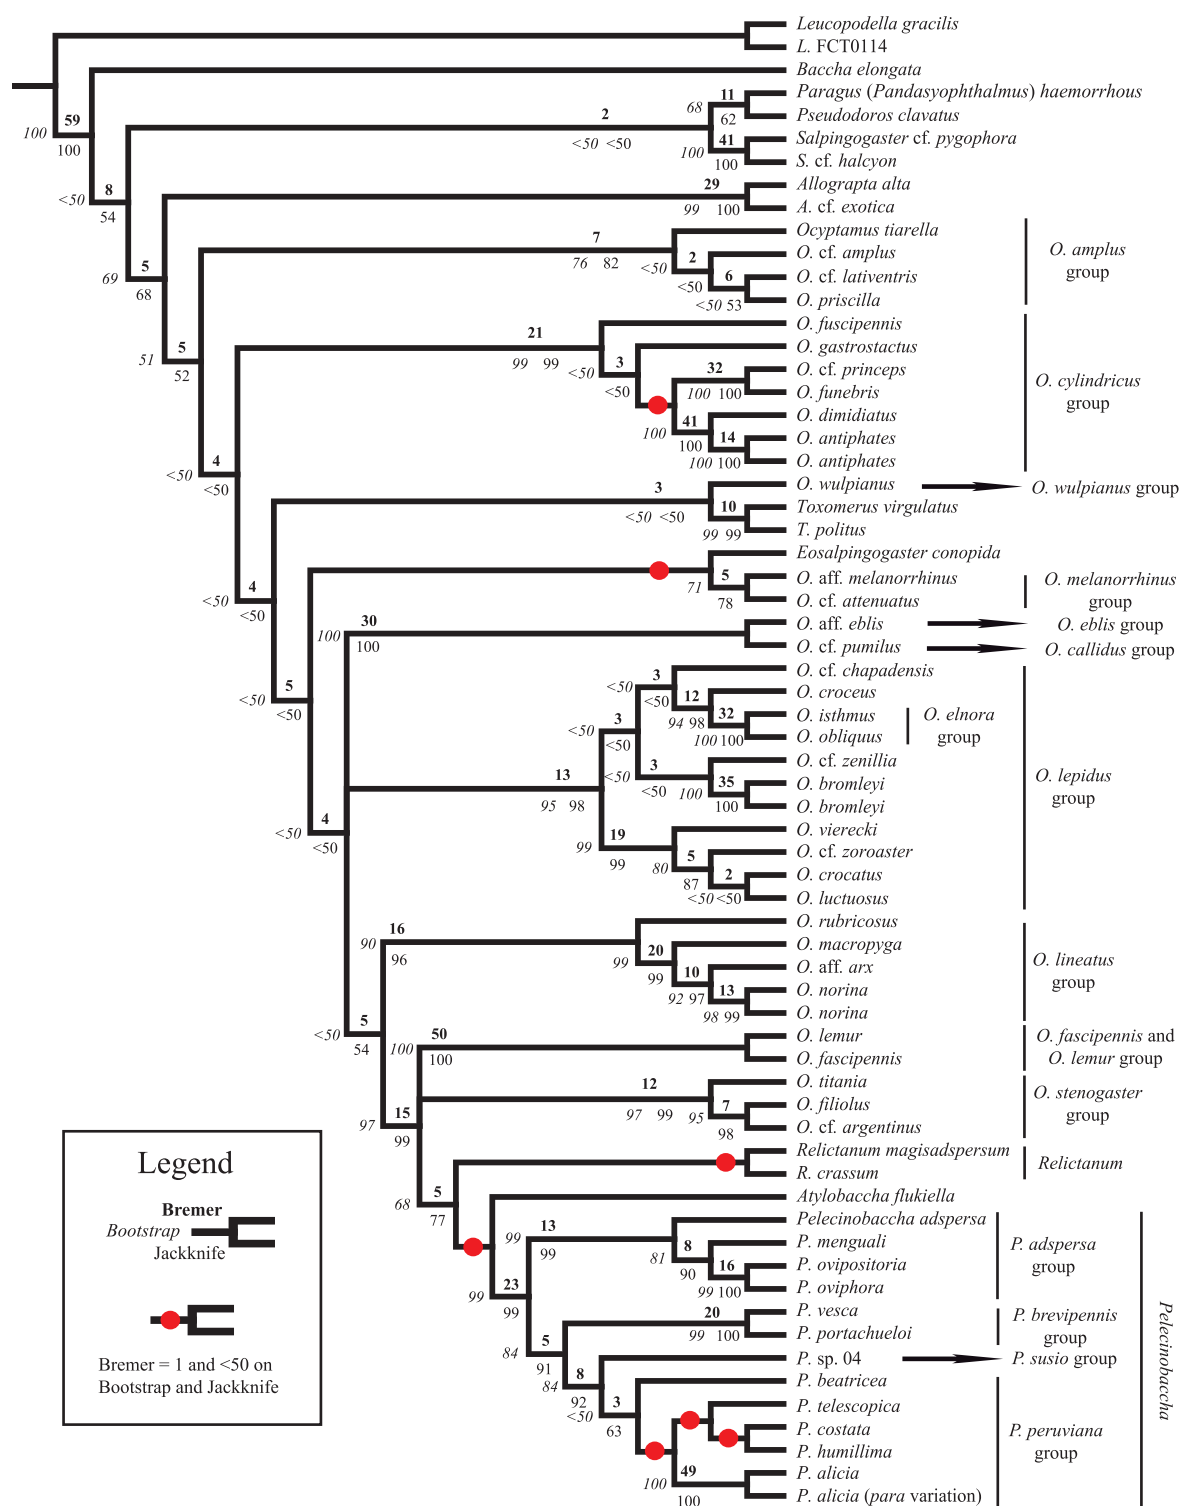 Leucopodella gracilis
L. FCT0114
Baccha elongata
59
100
100
Paragus (Pandasyophthalmus) haemorrhous
11
68
62
Pseudodoros clavatus
2
<50 <50
Salpingogaster cf. pygophora
41
100
100
S. cf. halcyon
8
<50
54
Allograpta alta
29
99 100
A. cf. exotica
Ocyptamus tiarella
7
76 82
O. cf. amplus
2
<50
<50
O. cf. lativentris
6
<50 53
O. priscilla
O. amplus
group
5
69
68
O. fuscipennis
21
99 99
O. gastrostactus
3
<50
<50
O. cf. princeps
32
100 100
O. funebris
O. dimidiatus
41
100
100
O. antiphates
14
100 100
O. antiphates
O. cylindricus
group
5
51
52
O. wulpianus
O. wulpianus group
3
<50 <50
4
<50
<50
Toxomerus virgulatus
10
99 99
T. politus
Eosalpingogaster conopida
O. aff. melanorrhinus
5
71
78
O. cf. attenuatus
O. melanorrhinus
group
4
<50
<50
O. aff. eblis
O. eblis group
30
100
100
O. cf. pumilus
O. callidus group
5
<50
<50
O. cf. chapadensis
3
<50
<50
O. croceus
12
94 98
O. isthmus
32
100 100
O. obliquus
O. elnora
group
3
<50
<50
O. cf. zenillia
3
<50
<50
O. bromleyi
35
100
100
O. bromleyi
13
95 98
O. lepidus
group
4
<50
<50
O. vierecki
19
99
99
O. cf. zoroaster
5
80
87
O. crocatus
2
<50 <50
O. luctuosus
O. rubricosus
16
90
96
O. macropyga
20
99
99
O. aff. arx
10
92 97
O. norina
13
98 99
O. norina
O. lineatus
group
5
<50
54
O. lemur
50
100
100
O. fascipennis
O. fascipennis and
O. lemur group
O. titania
12
97 99
O. filiolus
7
95
98
O. cf. argentinus
O. stenogaster
group
15
97
99
Relictanum magisadspersum
R. crassum
Relictanum
5
68
77
Atylobaccha flukiella
Pelecinobaccha adspersa
13
99
99
P. menguali
8
81
90
P. ovipositoria
16
99 100
P. oviphora
P. adspersa
group
23
99
99
P. vesca
20
99 100
P. portachueloi
P. brevipennis
group
5
84
91
P. sp. 04
P. susio group
8
84
92
P. beatricea
3
<50
63
P. telescopica
P. costata
P. humillima
P. alicia
49
100
100
P. alicia (para variation)
P. peruviana
group
Pelecinobaccha
Legend
Bremer
Bootstrap
Jackknife
Bremer = 1 and <50 on
Bootstrap and Jackknife